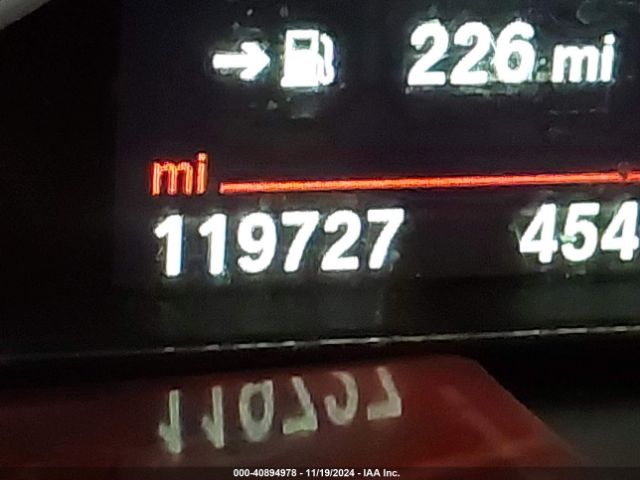 → 226 mi
mi
119727 454
000-40894978 - 11/19/2024 - IAA Inc.